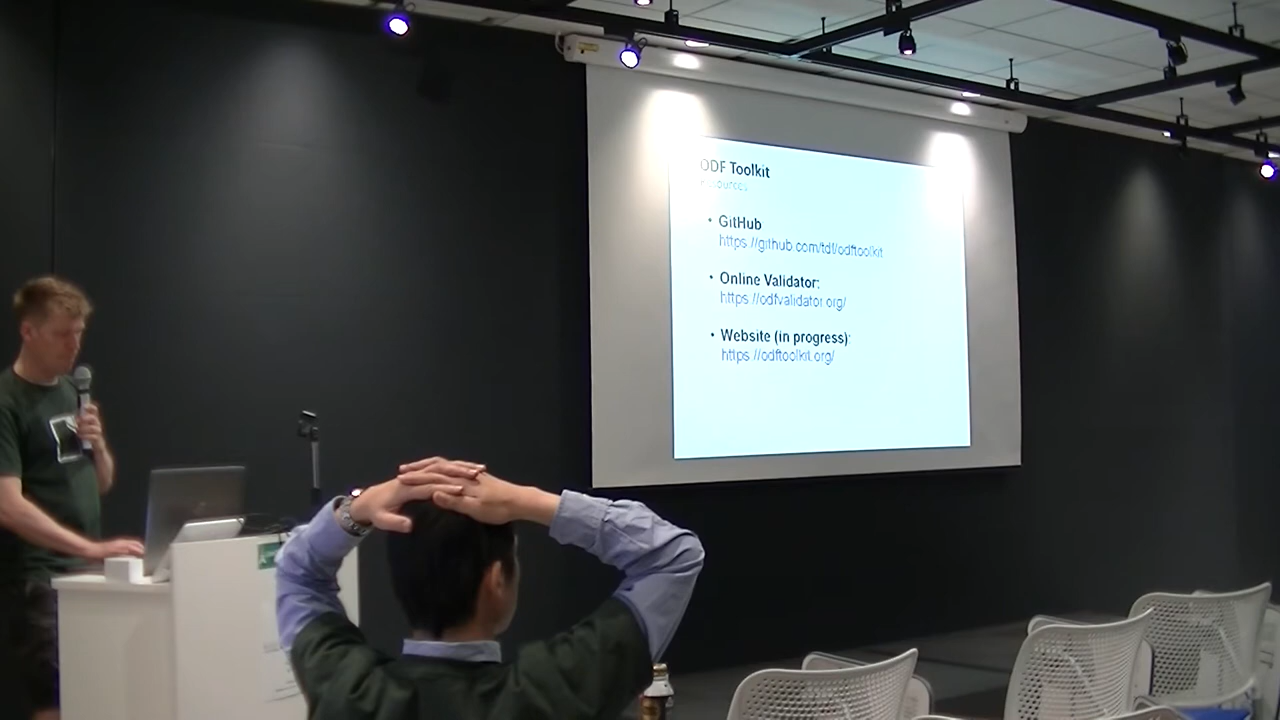 ODF Toolkit
Resources
• GitHub
https://github.com/tdf/odftoolkit
• Online Validator:
https://odfvalidator.org/
• Website (in progress):
https://odftoolkit.org/